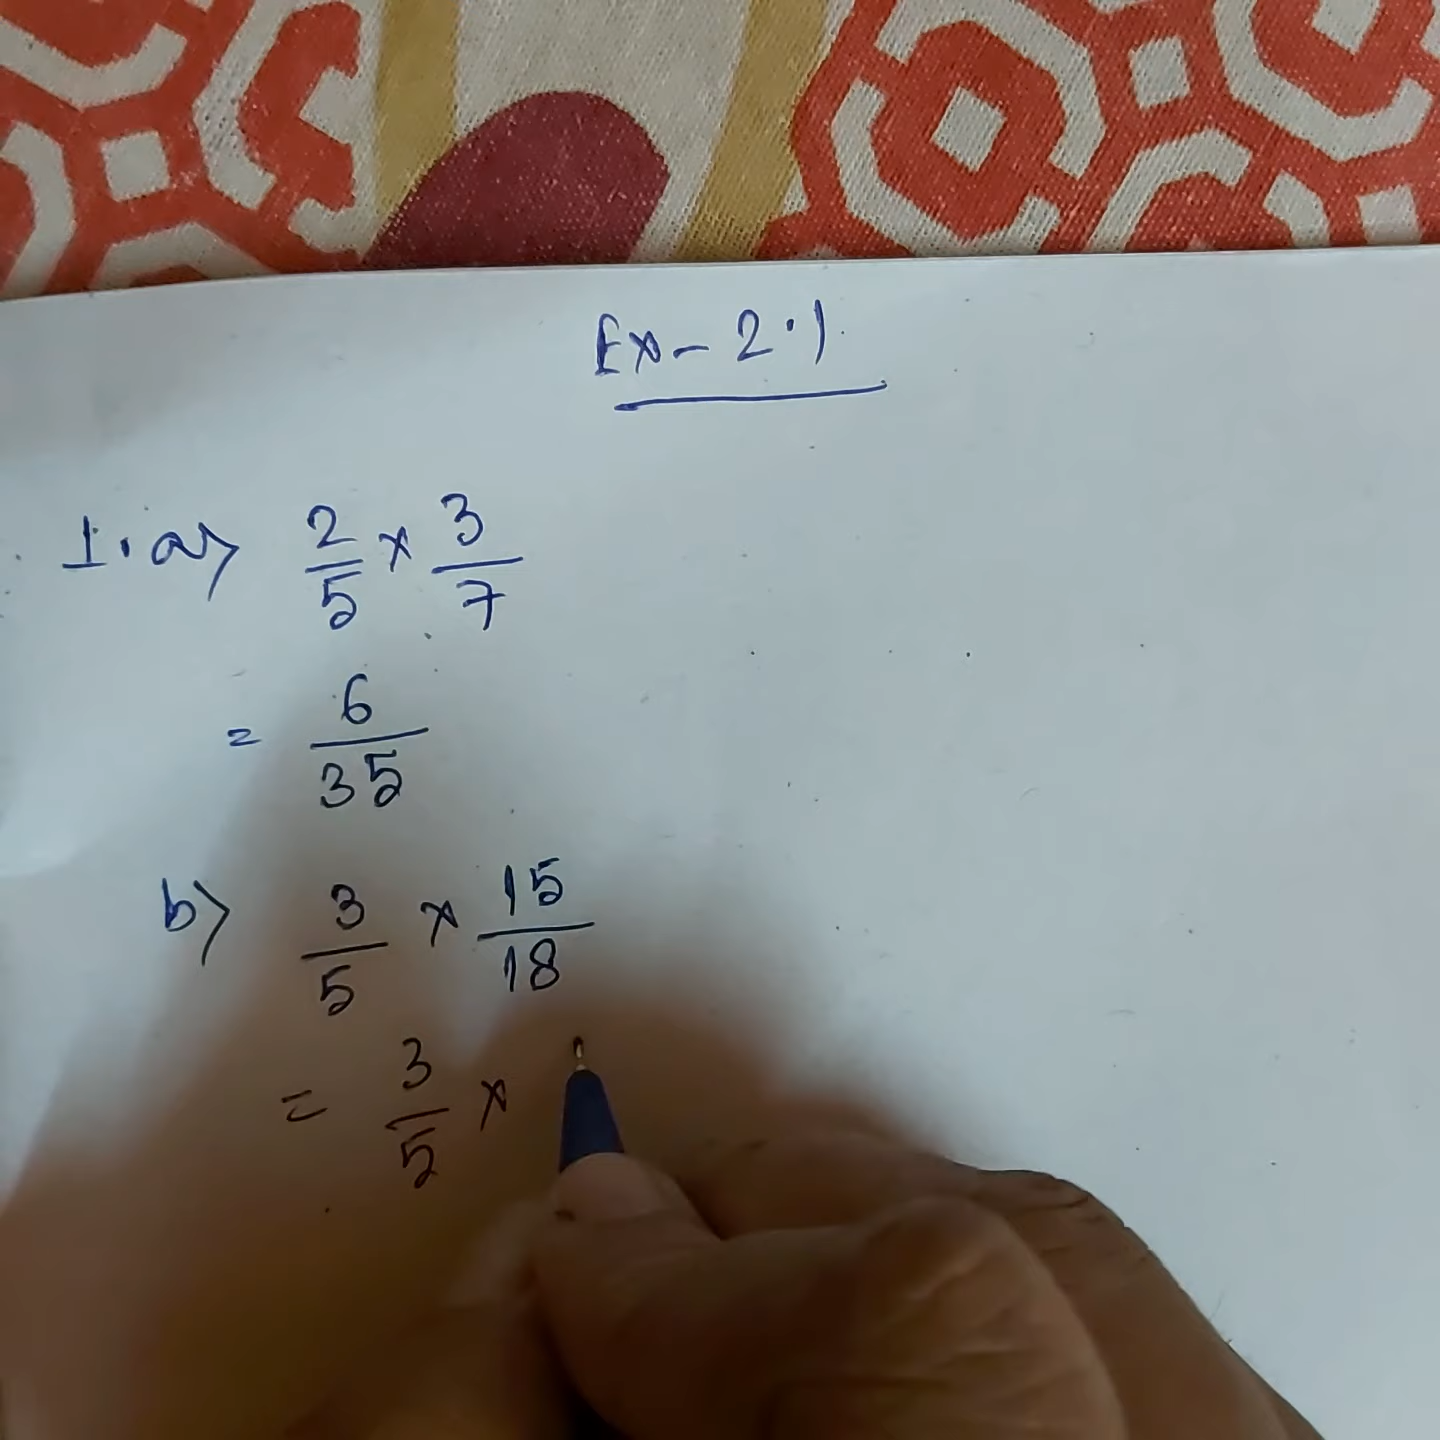 Ex - 2.1
1. a) 2/5 × 3/7
= 6/35
b) 3/5 × 15/18
= 3/5 ×